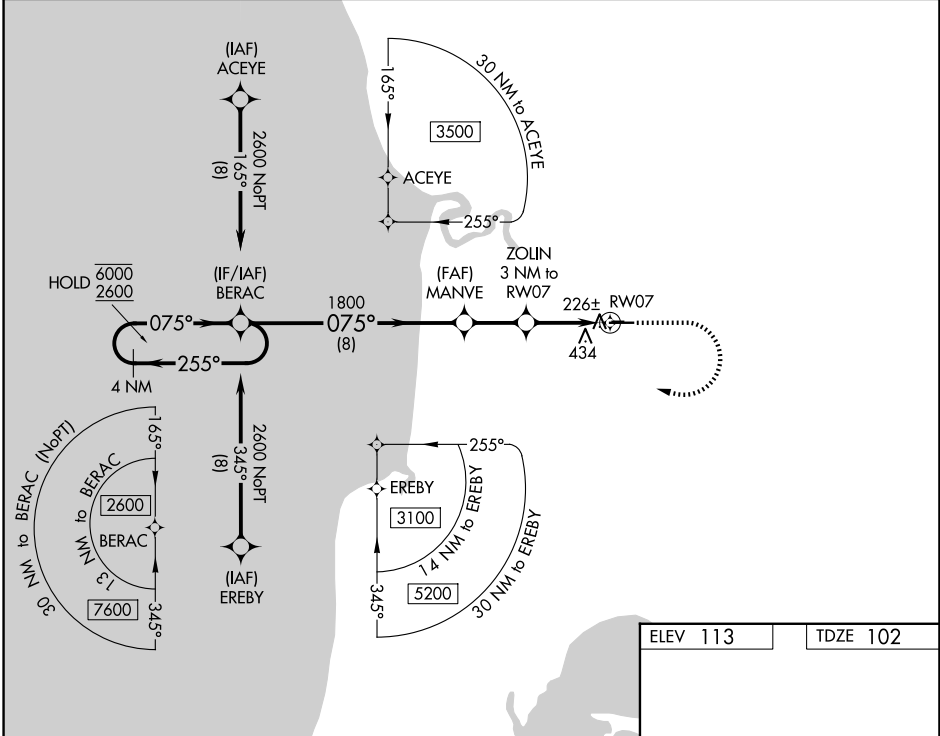 (IAF)
ACEYE
2600 NoPT
165°
(8)
165°
30 NM to ACEYE
3500
ACEYE
255°
HOLD
6000
2600
(IF/IAF)
BERAC
075°
255°
4 NM
1800
075°
(8)
(FAF)
MANVE
ZOLIN
3 NM to
RW07
226±
RW07
434
30 NM to BERAC (NoPT)
165°
13 NM to BERAC
2600
BERAC
7600
345°
2600 NoPT
345°
(8)
(IAF)
EREBY
255°
EREBY
3100
14 NM to EREBY
5200
30 NM to EREBY
345°
ELEV 113
TDZE 102